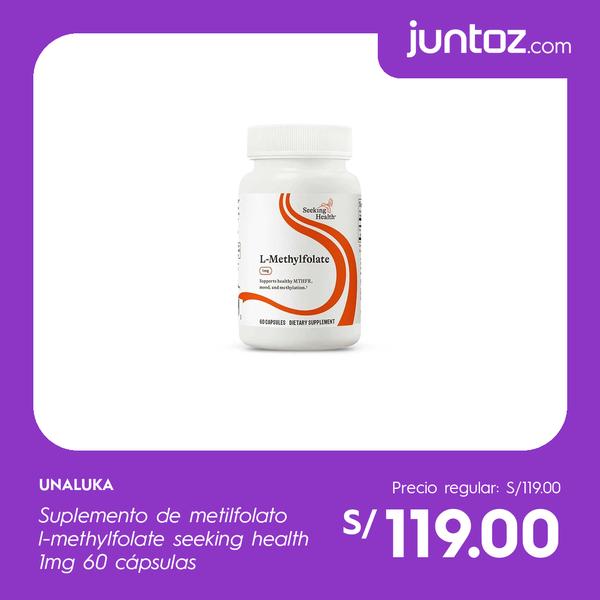 juntoz.com
Seeking
Health
L-Methylfolate
1mg
Supports healthy MTHFR,
mood, and methylation.
60 CAPSULES DIETARY SUPPLEMENT
UNALUKA
Suplemento de metilfolato
l-methylfolate seeking health
1mg 60 cápsulas
Precio regular: S/119.00
S/119.00